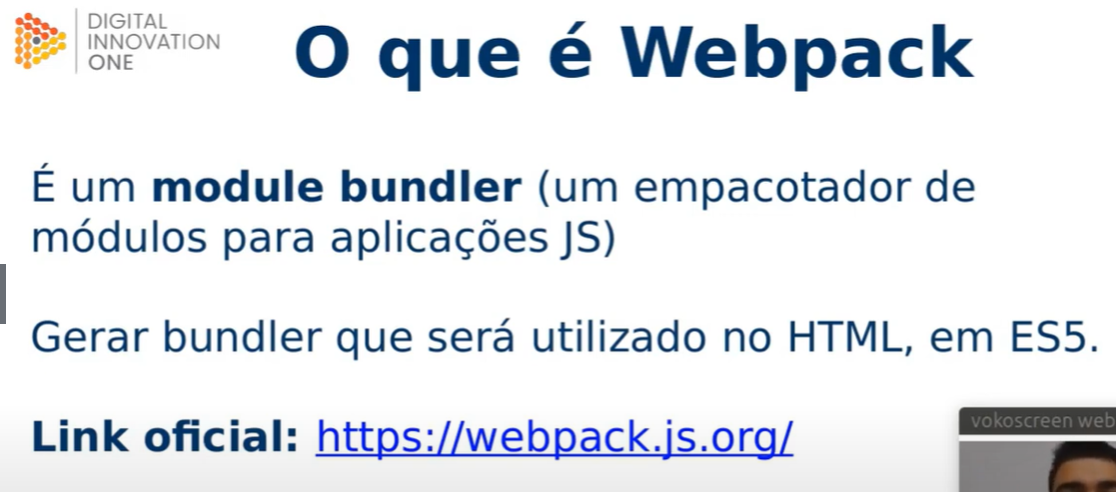 DIGITAL
INNOVATION
ONE
O que é Webpack
É um module bundler (um empacotador de
módulos para aplicações JS)
Gerar bundler que será utilizado no HTML, em ES5.
Link oficial: https://webpack.js.org/
vokoscreen web